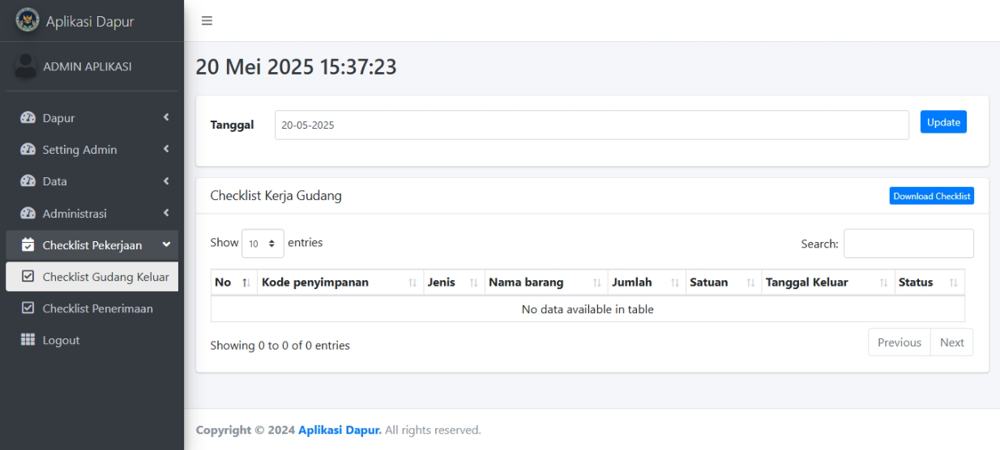 Aplikasi Dapur
ADMIN APLIKASI
Dapur
Setting Admin
Data
Administrasi
Checklist Pekerjaan
Checklist Gudang Keluar
Checklist Penerimaan
Logout
20 Mei 2025 15:37:23
Tanggal 20-05-2025 Update
Checklist Kerja Gudang Download Checklist
Show 10 entries Search:
No Kode penyimpanan Jenis Nama barang Jumlah Satuan Tanggal Keluar Status
No data available in table
Showing 0 to 0 of 0 entries Previous Next
Copyright © 2024 Aplikasi Dapur. All rights reserved.